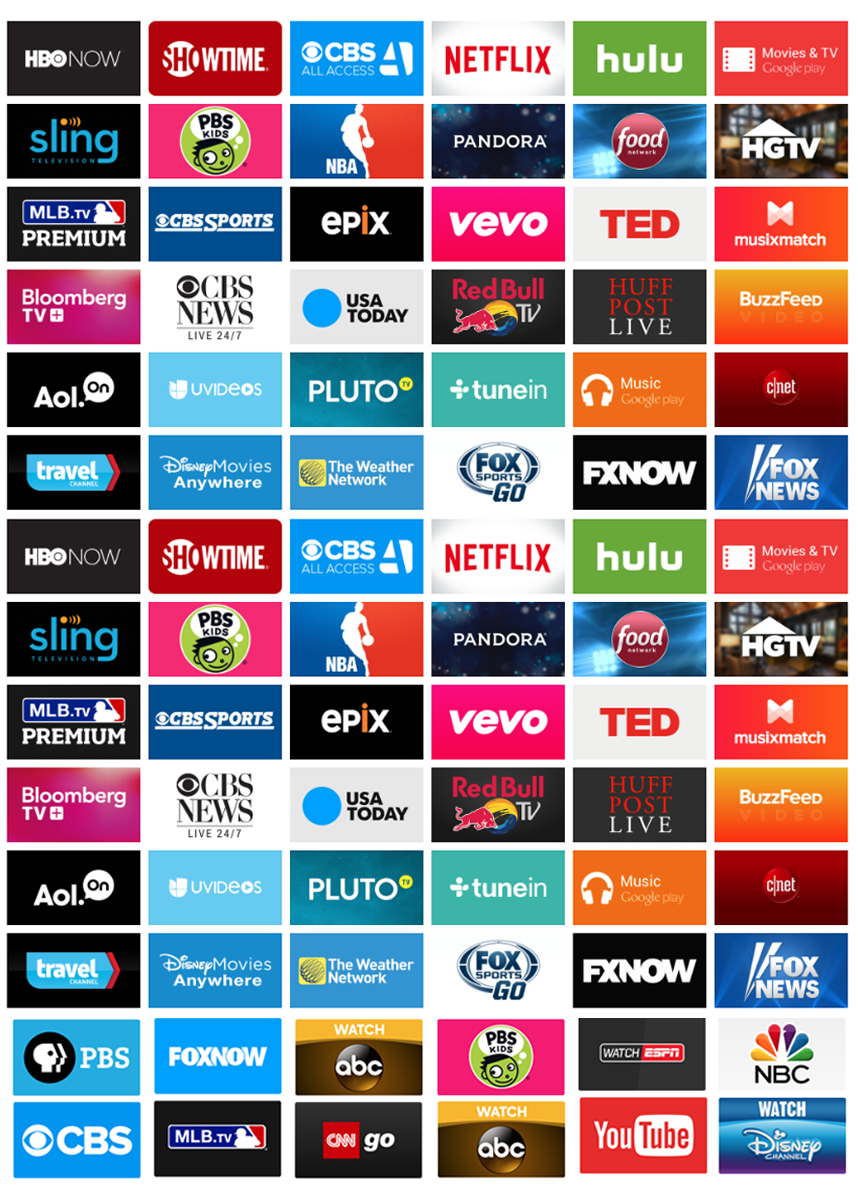 HBO NOW
SHOWTIME
CBS
ALL ACCESS
NETFLIX
hulu
Movies & TV
Google play
sling
TELEVISION
PBS
KIDS
NBA
PANDORA
food
network
HGTV
MLB.TV
PREMIUM
CBS SPORTS
epix
vevo
TED
musixmatch
Bloomberg
TV+
CBS
NEWS
LIVE 24/7
USA
TODAY
Red Bull
TV
HUFF
POST
LIVE
BuzzFeed
VIDEO
Aol.On
UVIDEOS
PLUTO TV
tunein
Music
Google play
c|net
travel
CHANNEL
Disney Movies
Anywhere
The Weather
Network
FOX
SPORTS
GO
FXNOW
FOX
NEWS
HBO NOW
SHOWTIME
CBS
ALL ACCESS
NETFLIX
hulu
Movies & TV
Google play
sling
TELEVISION
PBS
KIDS
NBA
PANDORA
food
network
HGTV
MLB.TV
PREMIUM
CBS SPORTS
epix
vevo
TED
musixmatch
Bloomberg
TV+
CBS
NEWS
LIVE 24/7
USA
TODAY
Red Bull
TV
HUFF
POST
LIVE
BuzzFeed
VIDEO
Aol.On
UVIDEOS
PLUTO TV
tunein
Music
Google play
c|net
travel
CHANNEL
Disney Movies
Anywhere
The Weather
Network
FOX
SPORTS
GO
FXNOW
FOX
NEWS
PBS
FOXNOW
WATCH
abc
PBS
KIDS
WATCH ESPN
NBC
CBS
MLB.TV
CNN go
WATCH
abc
YouTube
WATCH
Disney
CHANNEL